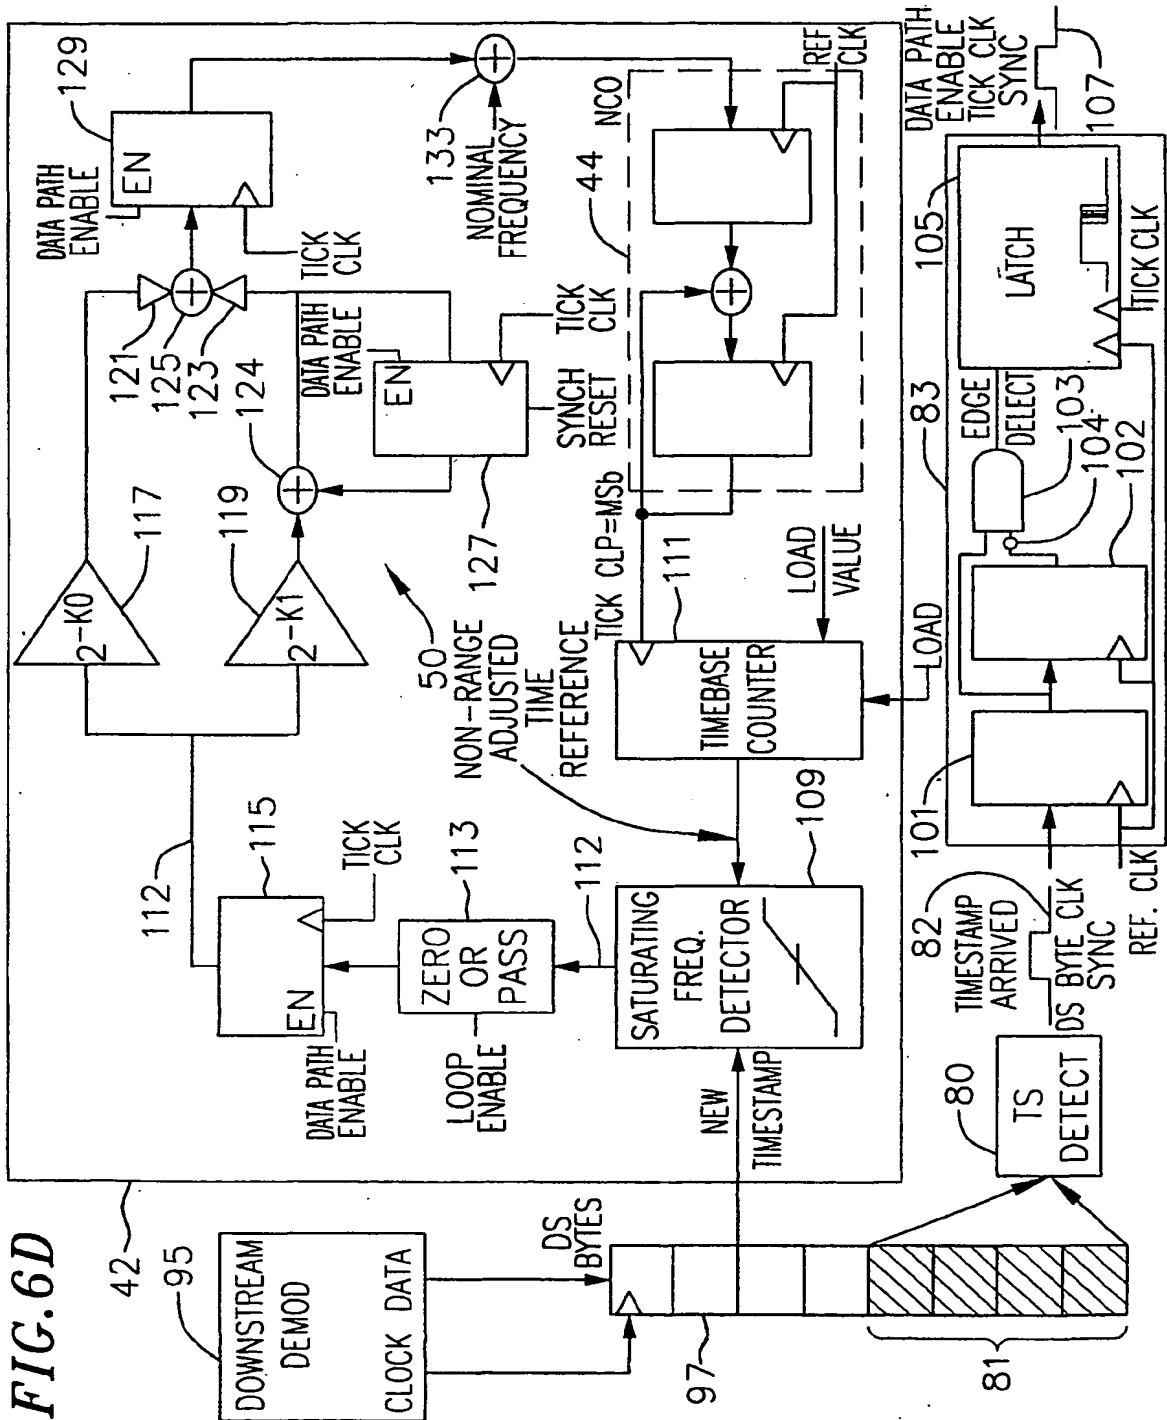 FIG.6D
DOWNSTREAM
DEMOD
CLOCK DATA
95
42
DS
BYTES
97
81
NEW
TIMESTAMP
80
TS
DETECT
DATA PATH
ENABLE
EN
115
TICK
CLK
112
LOOP
ENABLE
ZERO
OR
PASS
113
112
SATURATING
FREQ.
DETECTOR
109
50
NON-RANGE
ADJUSTED
TIME
REFERENCE
TIMEBASE
COUNTER
111
TICK CLP=MSb
LOAD
VALUE
LOAD
2-K0
117
2-K1
119
124
121
125
123
127
DATA PATH
ENABLE
EN
TICK
CLK
SYNCH
RESET
DATA PATH
ENABLE
EN
129
TICK
CLK
133
NOMINAL
FREQUENCY
44
NCO
REF
CLK
82
TIMESTAMP
ARRIVED
DS BYTE CLK
SYNC
REF. CLK
101
102
104
103
83
EDGE
DELECT
105
LATCH
TICK CLK
DATA PATH
ENABLE
TICK CLK
SYNC
107